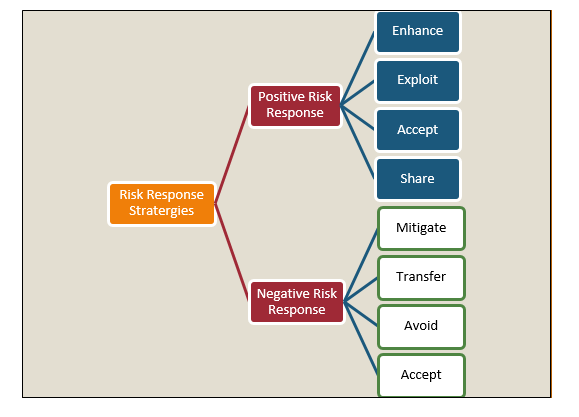 Enhance
Exploit
Positive Risk
Response
Accept
Share
Risk Response
Stratergies
Mitigate
Transfer
Negative Risk
Response
Avoid
Accept